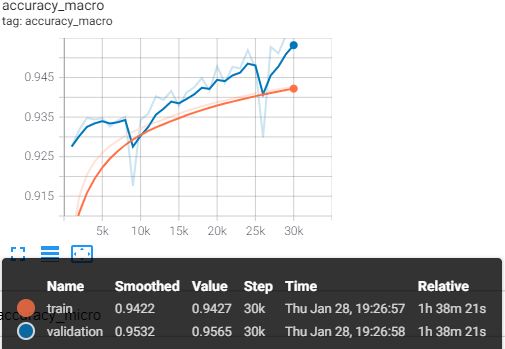 accuracy_macro
tag: accuracy_macro
0.945
0.935
0.925
0.915
5k 10k 15k 20k 25k 30k
Name Smoothed Value Step Time Relative
train 0.9422 0.9427 30k Thu Jan 28, 19:26:57 1h 38m 21s
accuracy_micro
validation 0.9532 0.9565 30k Thu Jan 28, 19:26:58 1h 38m 21s